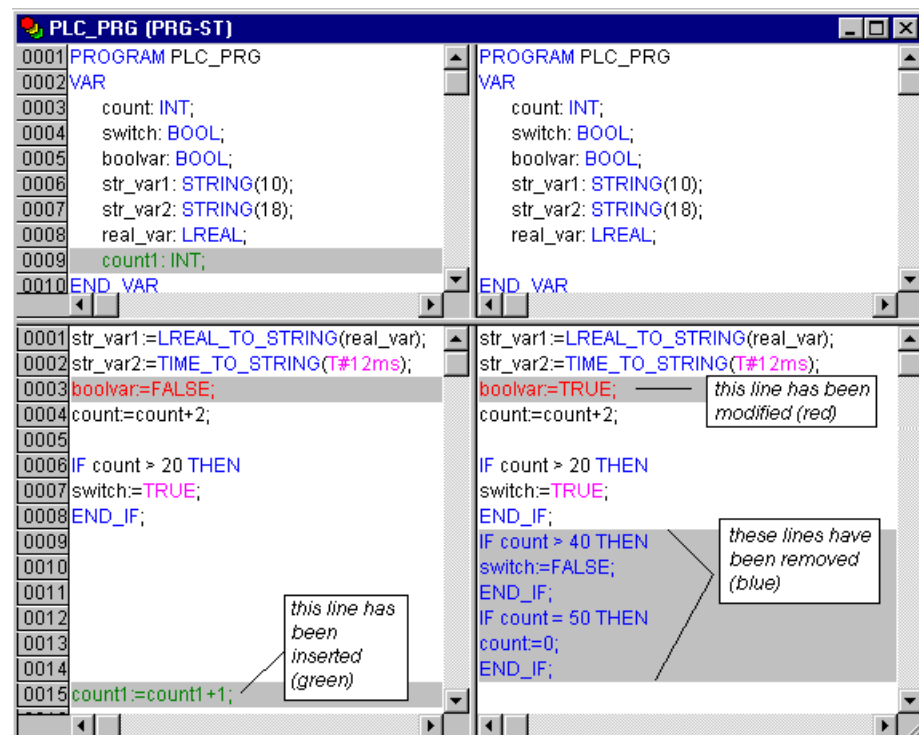 PLC_PRG (PRG-ST)
0001 PROGRAM PLC_PRG
0002 VAR
0003 count: INT;
0004 switch: BOOL;
0005 boolvar: BOOL;
0006 str_var1: STRING(10);
0007 str_var2: STRING(18);
0008 real_var: LREAL;
0009 count1: INT;
0010 END_VAR
PROGRAM PLC_PRG
VAR
count: INT;
switch: BOOL;
boolvar: BOOL;
str_var1: STRING(10);
str_var2: STRING(18);
real_var: LREAL;
END_VAR
0001 str_var1:=LREAL_TO_STRING(real_var);
0002 str_var2:=TIME_TO_STRING(T#12ms);
0003 boolvar:=FALSE;
0004 count:=count+2;
0005
0006 IF count > 20 THEN
0007 switch:=TRUE;
0008 END_IF;
0009
0010
0011
0012
0013
0014
0015 count1:=count1+1;
this line has
been
inserted
(green)
str_var1:=LREAL_TO_STRING(real_var);
str_var2:=TIME_TO_STRING(T#12ms);
boolvar:=TRUE;
count:=count+2;
IF count > 20 THEN
switch:=TRUE;
END_IF;
IF count > 40 THEN
switch:=FALSE;
END_IF;
IF count = 50 THEN
count:=0;
END_IF;
this line has been
modified (red)
these lines have
been removed
(blue)